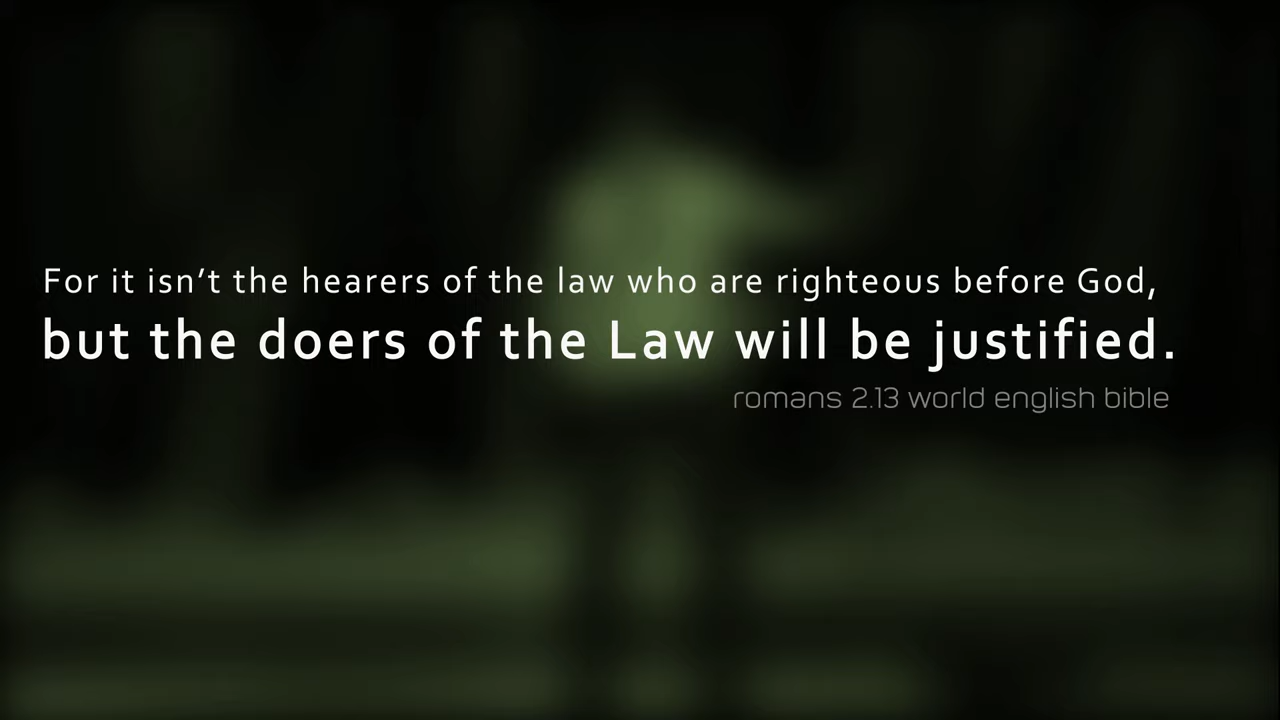 For it isn’t the hearers of the law who are righteous before God,
but the doers of the Law will be justified.
romans 2.13 world english bible